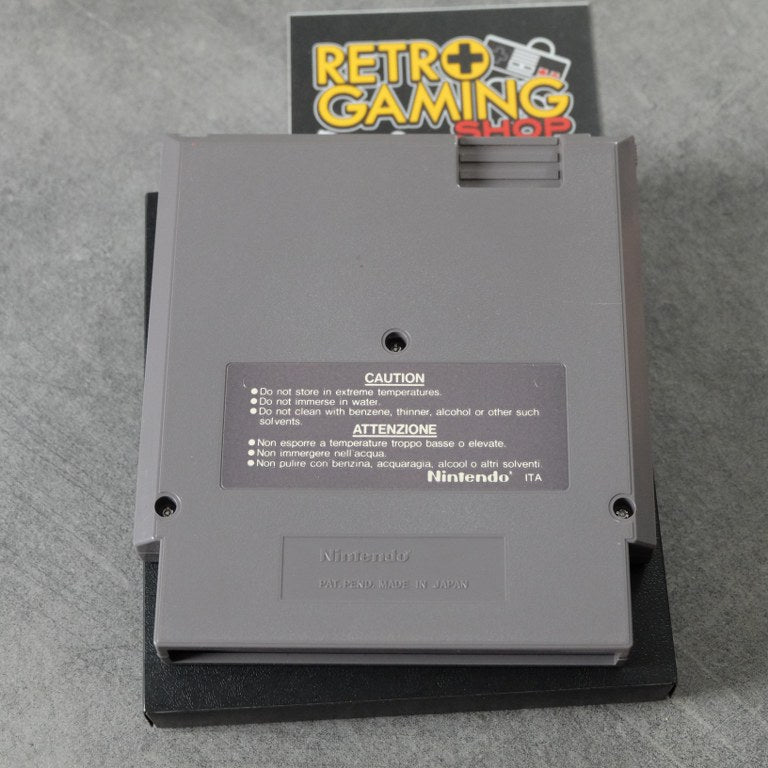 RETRO
GAMING
SHOP
CAUTION
● Do not store in extreme temperatures.
● Do not immerse in water.
● Do not clean with benzene, thinner, alcohol or other such
solvents.
ATTENZIONE
● Non esporre a temperature troppo basse o elevate.
● Non immergere nell'acqua.
● Non pulire con benzina, acquaragia, alcool o altri solventi.
Nintendo® ITA
Nintendo®
PAT. PEND. MADE IN JAPAN